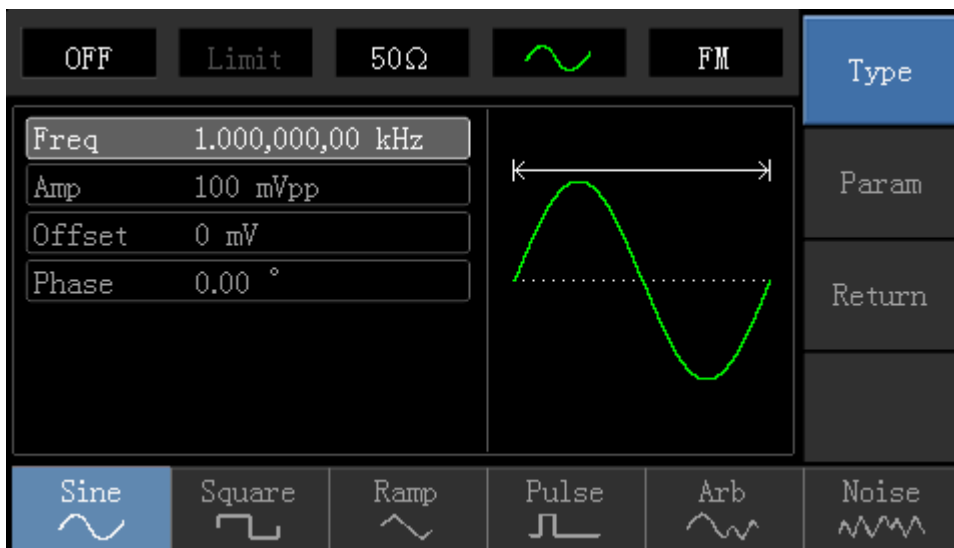 OFF Limit 50Ω FM
Type
Freq 1.000,000,00 kHz
Amp 100 mVpp
Offset 0 mV
Phase 0.00 °
Param
Return
Sine Square Ramp Pulse Arb Noise